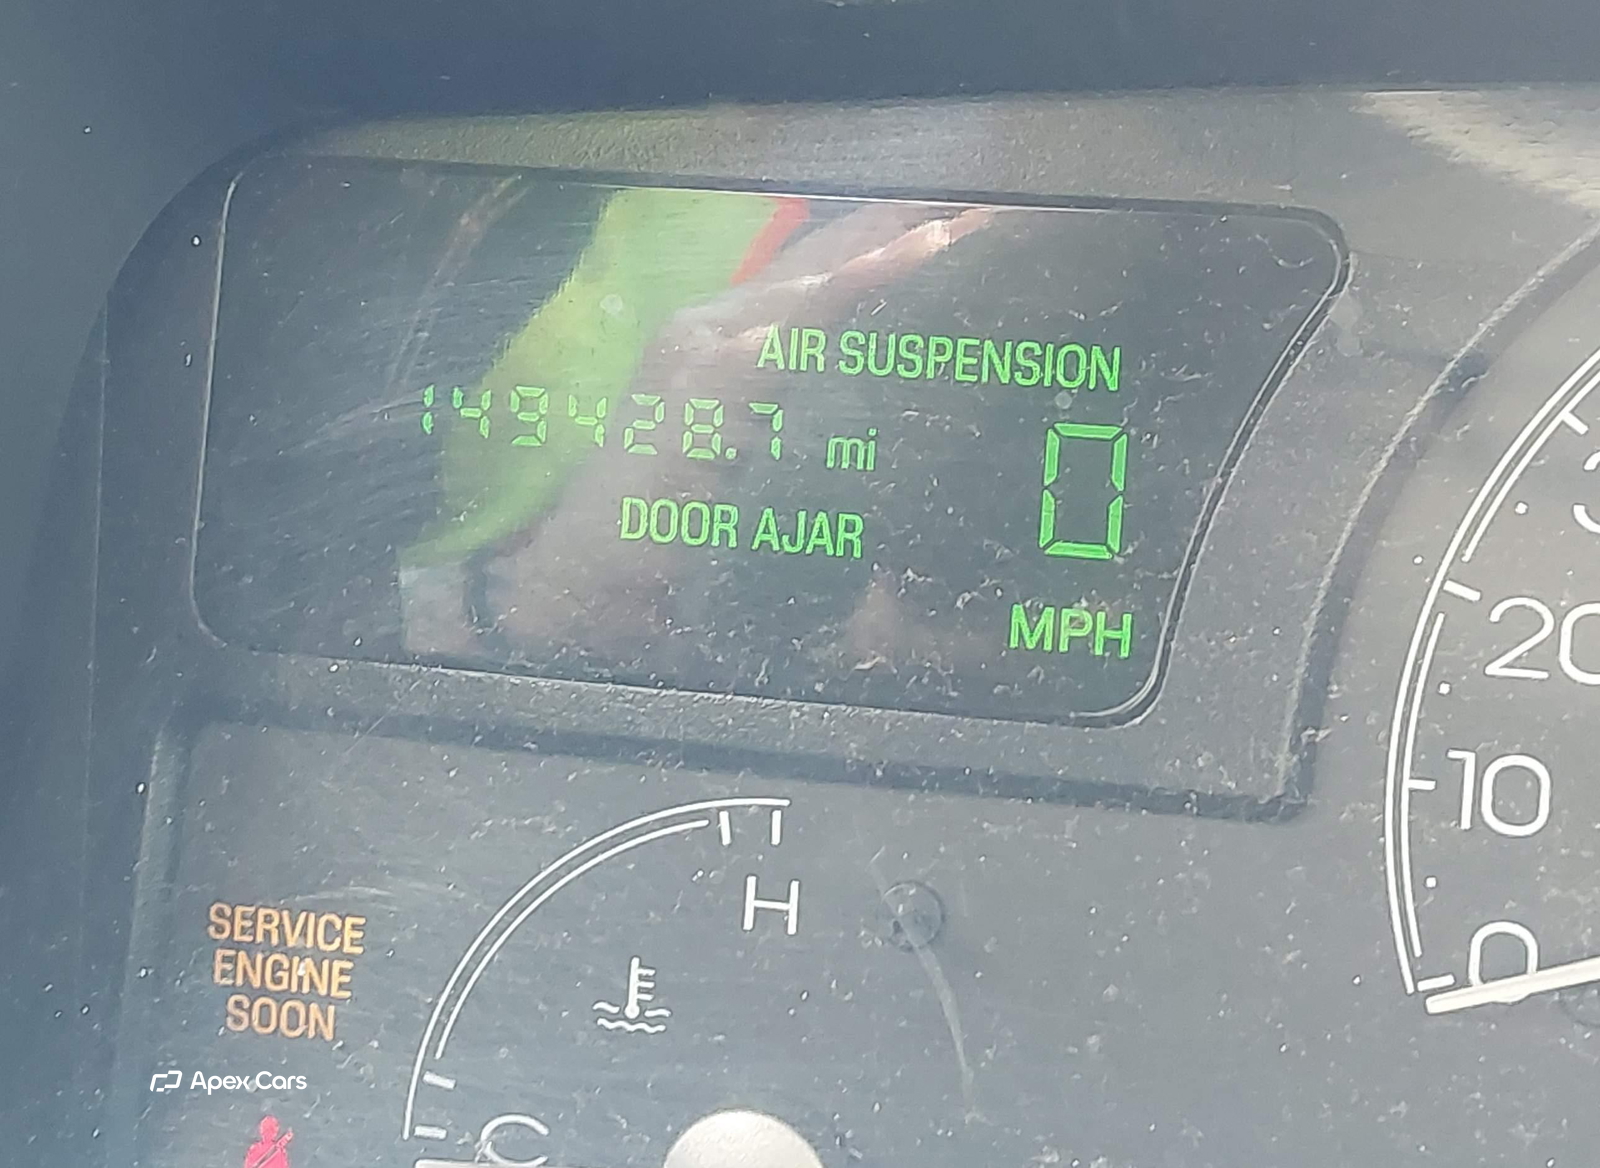 AIR SUSPENSION
149428.7 mi
0
DOOR AJAR
MPH
20
10
0
H
SERVICE
ENGINE
SOON
Apex Cars
C